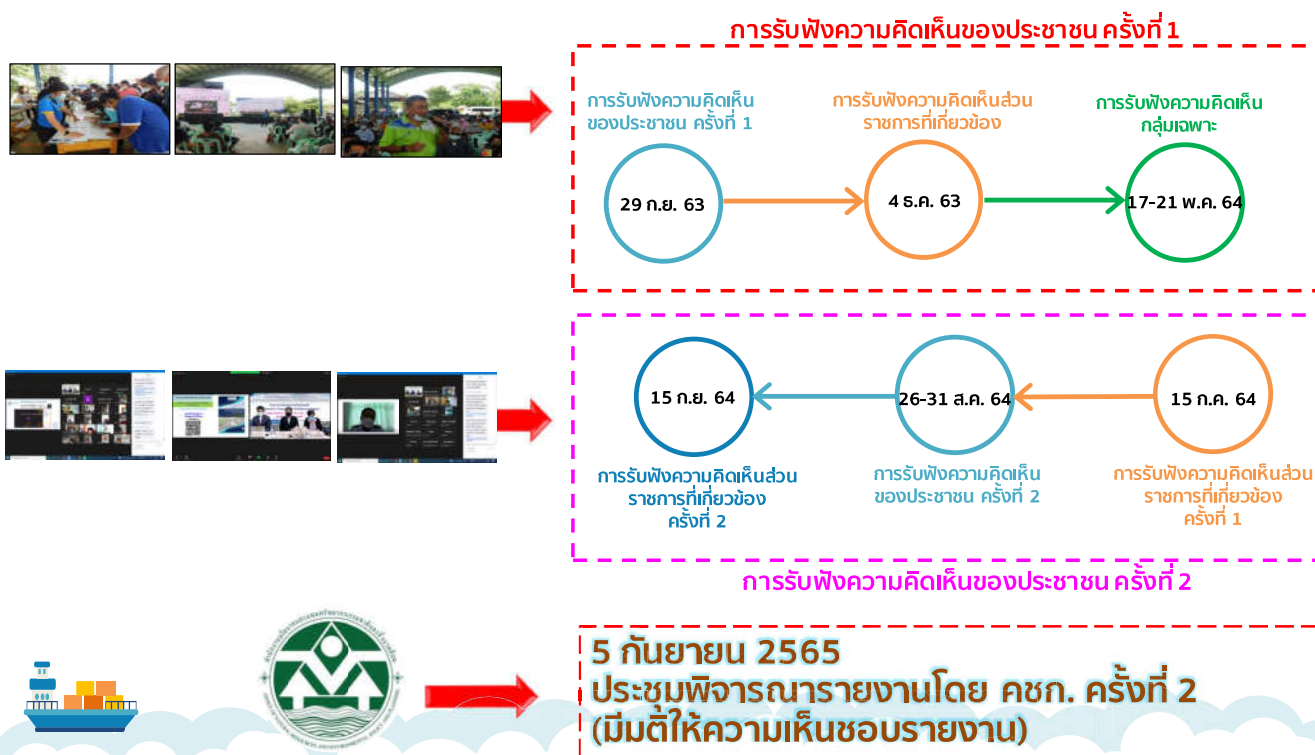 การรับฟังความคิดเห็นของประชาชน ครั้งที่ 1
การรับฟังความคิดเห็น
ของประชาชน ครั้งที่ 1
การรับฟังความคิดเห็นส่วน
ราชการที่เกี่ยวข้อง
การรับฟังความคิดเห็น
กลุ่มเฉพาะ
29 ก.ย. 63
4 ธ.ค. 63
17-21 พ.ค. 64
15 ก.ย. 64
26-31 ส.ค. 64
15 ก.ค. 64
การรับฟังความคิดเห็นส่วน
ราชการที่เกี่ยวข้อง
ครั้งที่ 2
การรับฟังความคิดเห็น
ของประชาชน ครั้งที่ 2
การรับฟังความคิดเห็นส่วน
ราชการที่เกี่ยวข้อง
ครั้งที่ 1
การรับฟังความคิดเห็นของประชาชน ครั้งที่ 2
5 กันยายน 2565
ประชุมพิจารณารายงานโดย คชก. ครั้งที่ 2
(มีมติให้ความเห็นชอบรายงาน)